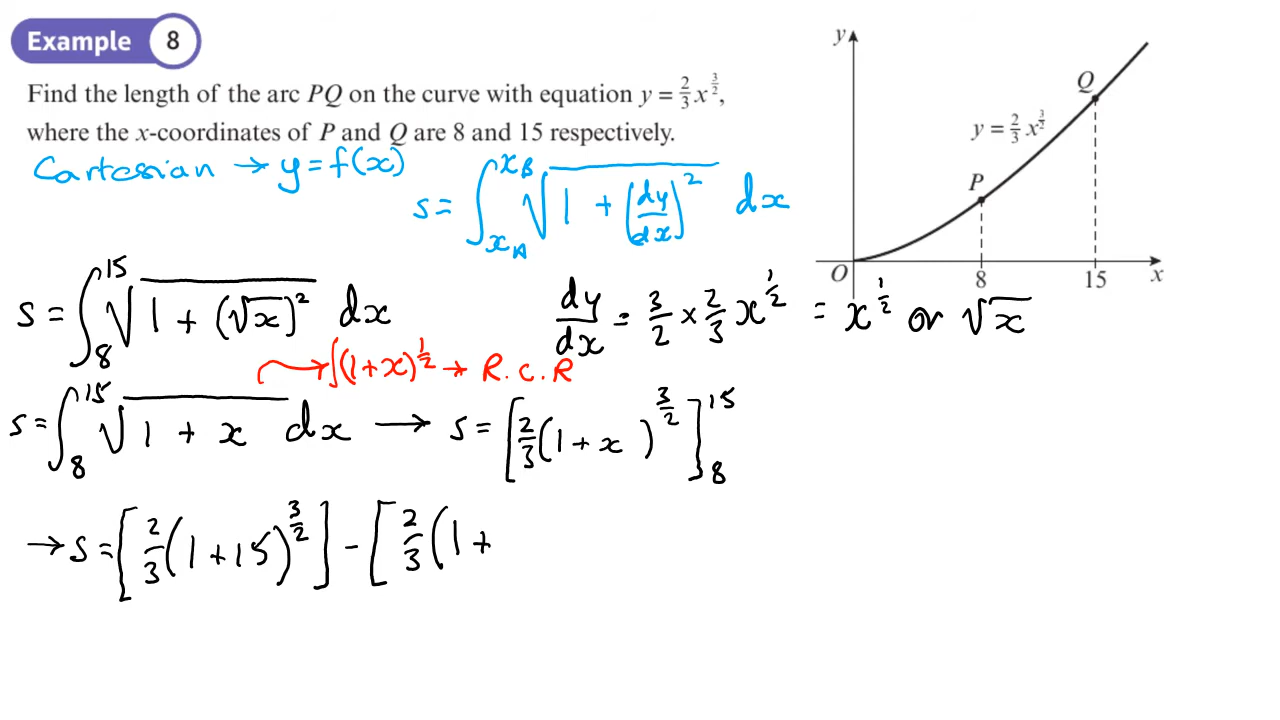 Example 8
Find the length of the arc PQ on the curve with equation y = 2/3 x^(3/2),
where the x-coordinates of P and Q are 8 and 15 respectively.
Cartesian → y = f(x)
s = ∫_{x_A}^{x_B} √(1 + (dy/dx)²) dx
y
Q
y = 2/3 x^(3/2)
P
O 8 15 x
s = ∫_8^15 √(1 + (√x)²) dx
dy/dx = 3/2 × 2/3 x^(1/2) = x^(1/2) or √x
→ ∫(1+x)^(1/2) → R.C.R
s = ∫_8^15 √(1 + x) dx → s = [2/3 (1 + x)^(3/2)]_8^15
→ s = [2/3 (1 + 15)^(3/2)] - [2/3 (1 +